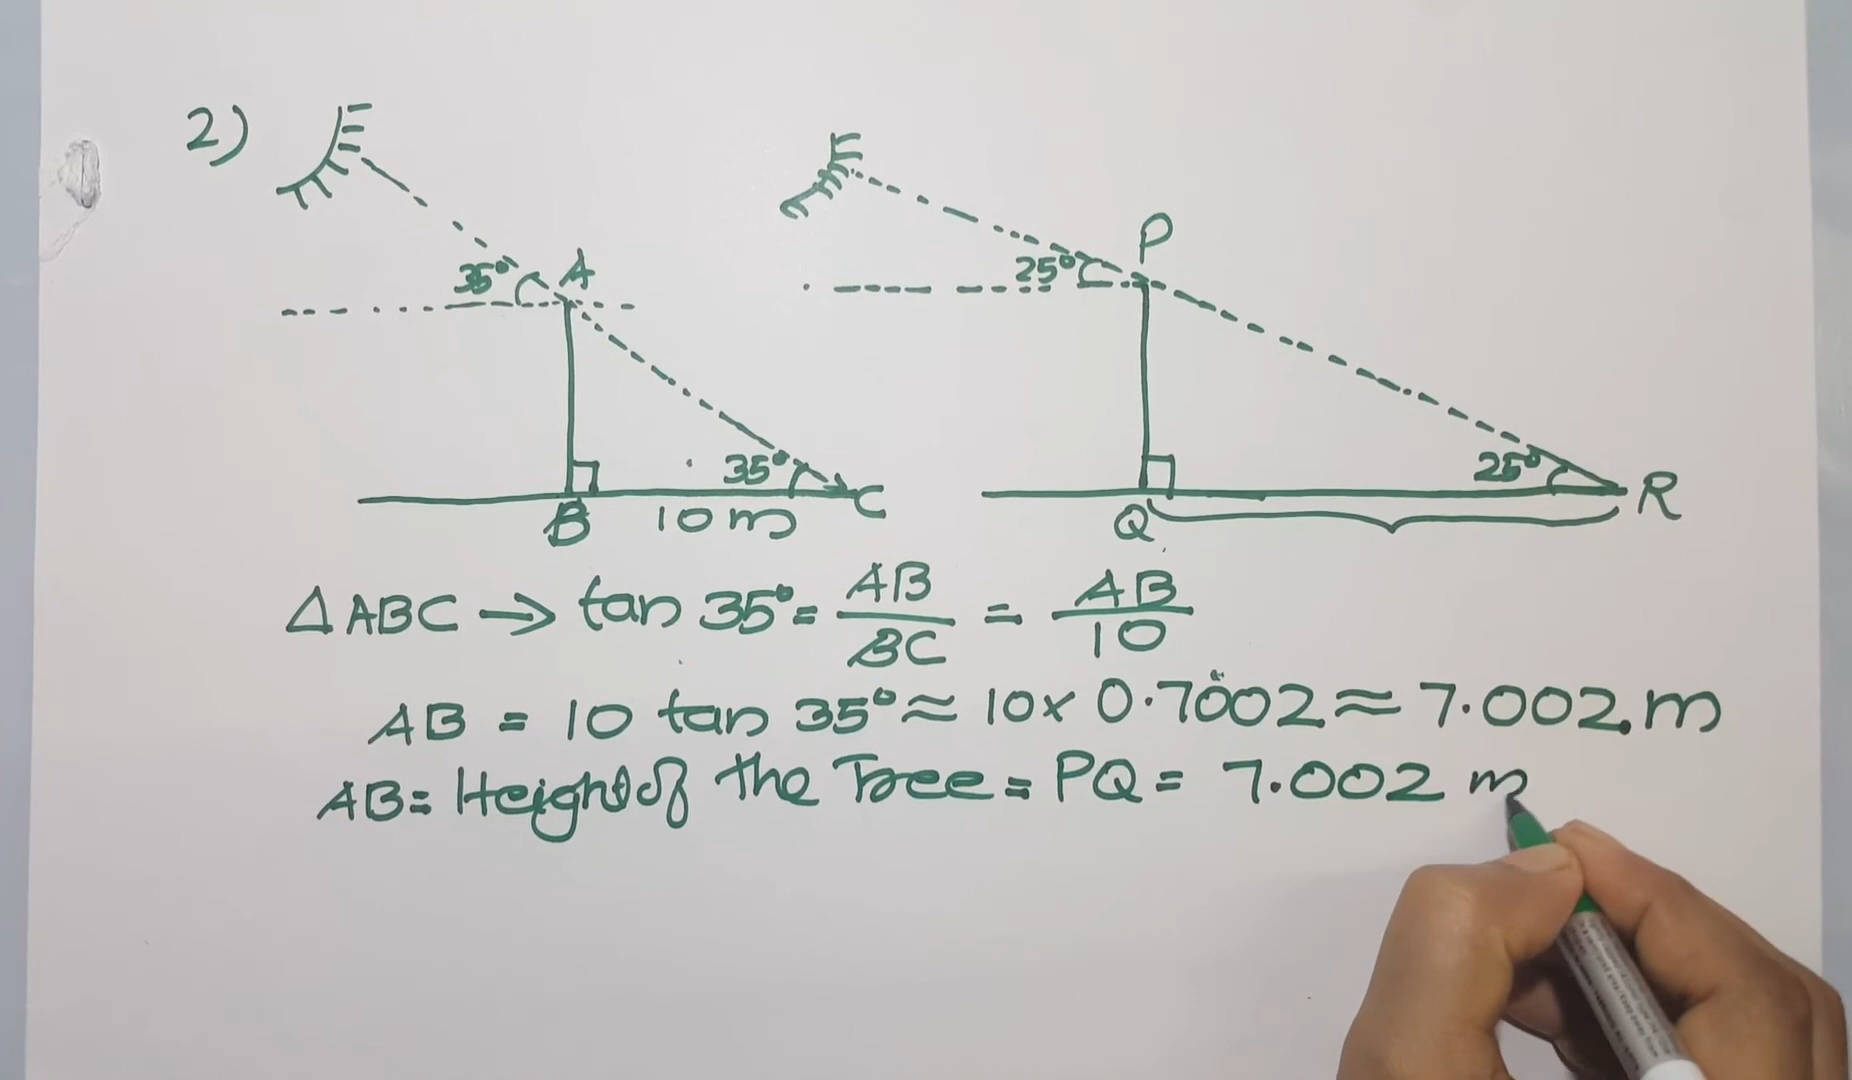 2)
35° A
25° P
35° C
25° R
B 10 m
Q
△ABC → tan 35° = AB/BC = AB/10
AB = 10 tan 35° ≈ 10 x 0.7002 ≈ 7.002 m
AB = Height of the Tree = PQ = 7.002 m